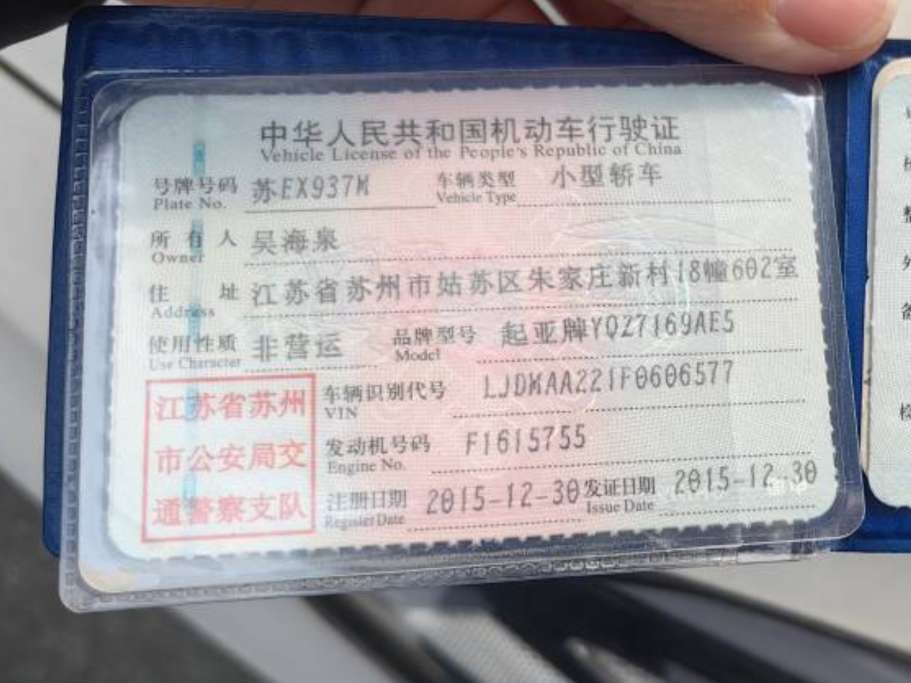 中华人民共和国机动车行驶证
Vehicle License of the People's Republic of China
号牌号码 苏EX937M 车辆类型 小型轿车
Plate No. Vehicle Type
所有人 吴海泉
Owner
住址 江苏省苏州市姑苏区朱家庄新村18幢602室
Address
使用性质 非营运 品牌型号 起亚牌YQZ7169AE5
Use Character Model
江苏省苏州
市公安局交
通警察支队
车辆识别代号 LJDMAA221F0606577
VIN
发动机号码 F1615755
Engine No.
注册日期 2015-12-30 发证日期 2015-12-30
Register Date Issue Date